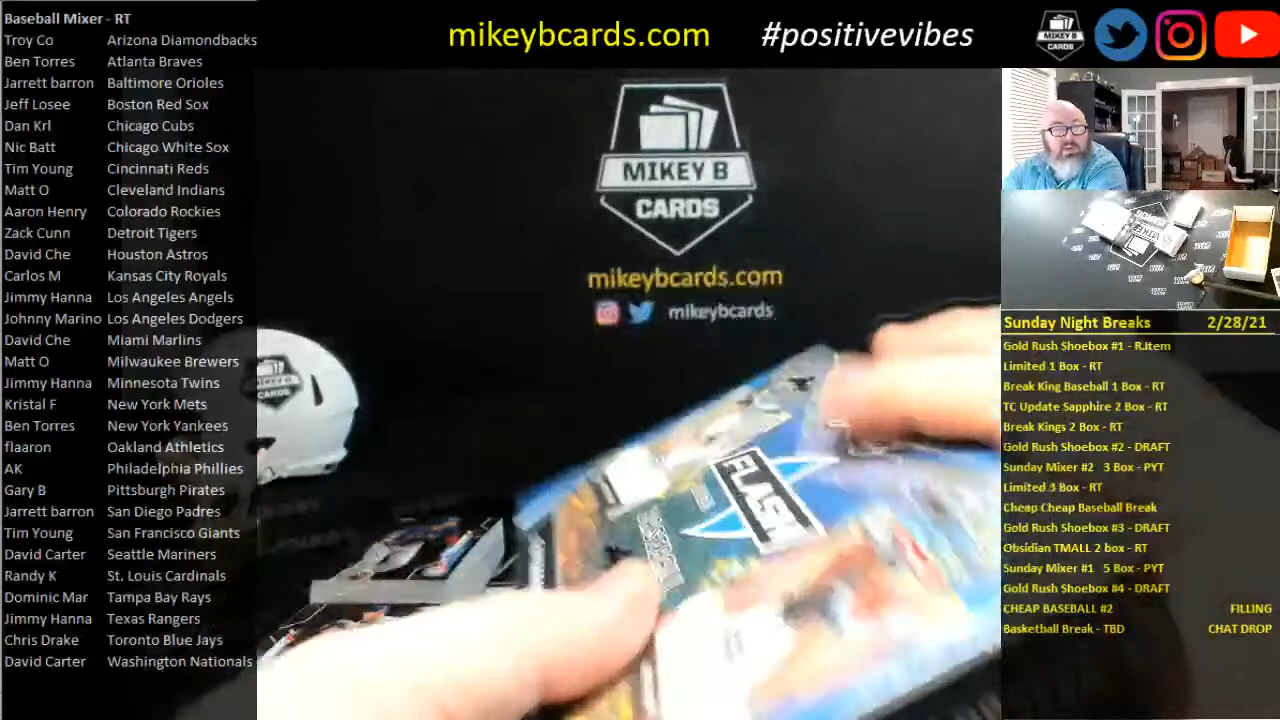 Baseball Mixer - RT
Troy Co Arizona Diamondbacks
Ben Torres Atlanta Braves
Jarrett barron Baltimore Orioles
Jeff Losee Boston Red Sox
Dan Krl Chicago Cubs
Nic Batt Chicago White Sox
Tim Young Cincinnati Reds
Matt O Cleveland Indians
Aaron Henry Colorado Rockies
Zack Cunn Detroit Tigers
David Che Houston Astros
Carlos M Kansas City Royals
Jimmy Hanna Los Angeles Angels
Johnny Marino Los Angeles Dodgers
David Che Miami Marlins
Matt O Milwaukee Brewers
Jimmy Hanna Minnesota Twins
Kristal F New York Mets
Ben Torres New York Yankees
flaaron Oakland Athletics
AK Philadelphia Phillies
Gary B Pittsburgh Pirates
Jarrett barron San Diego Padres
Tim Young San Francisco Giants
David Carter Seattle Mariners
Randy K St. Louis Cardinals
Dominic Mar Tampa Bay Rays
Jimmy Hanna Texas Rangers
Chris Drake Toronto Blue Jays
David Carter Washington Nationals
mikeybcards.com #positivevibes
MIKEY B
CARDS
MIKEY B
CARDS
mikeybcards.com
mikeybcards
Sunday Night Breaks 2/28/21
Gold Rush Shoebox #1 - R.Item
Limited 1 Box - RT
Break King Baseball 1 Box - RT
TC Update Sapphire 2 Box - RT
Break Kings 2 Box - RT
Gold Rush Shoebox #2 - DRAFT
Sunday Mixer #2 3 Box - PYT
Limited 3 Box - RT
Cheap Cheap Baseball Break
Gold Rush Shoebox #3 - DRAFT
Obsidian TMALL 2 box - RT
Sunday Mixer #1 5 Box - PYT
Gold Rush Shoebox #4 - DRAFT
CHEAP BASEBALL #2 FILLING
Basketball Break - TBD CHAT DROP